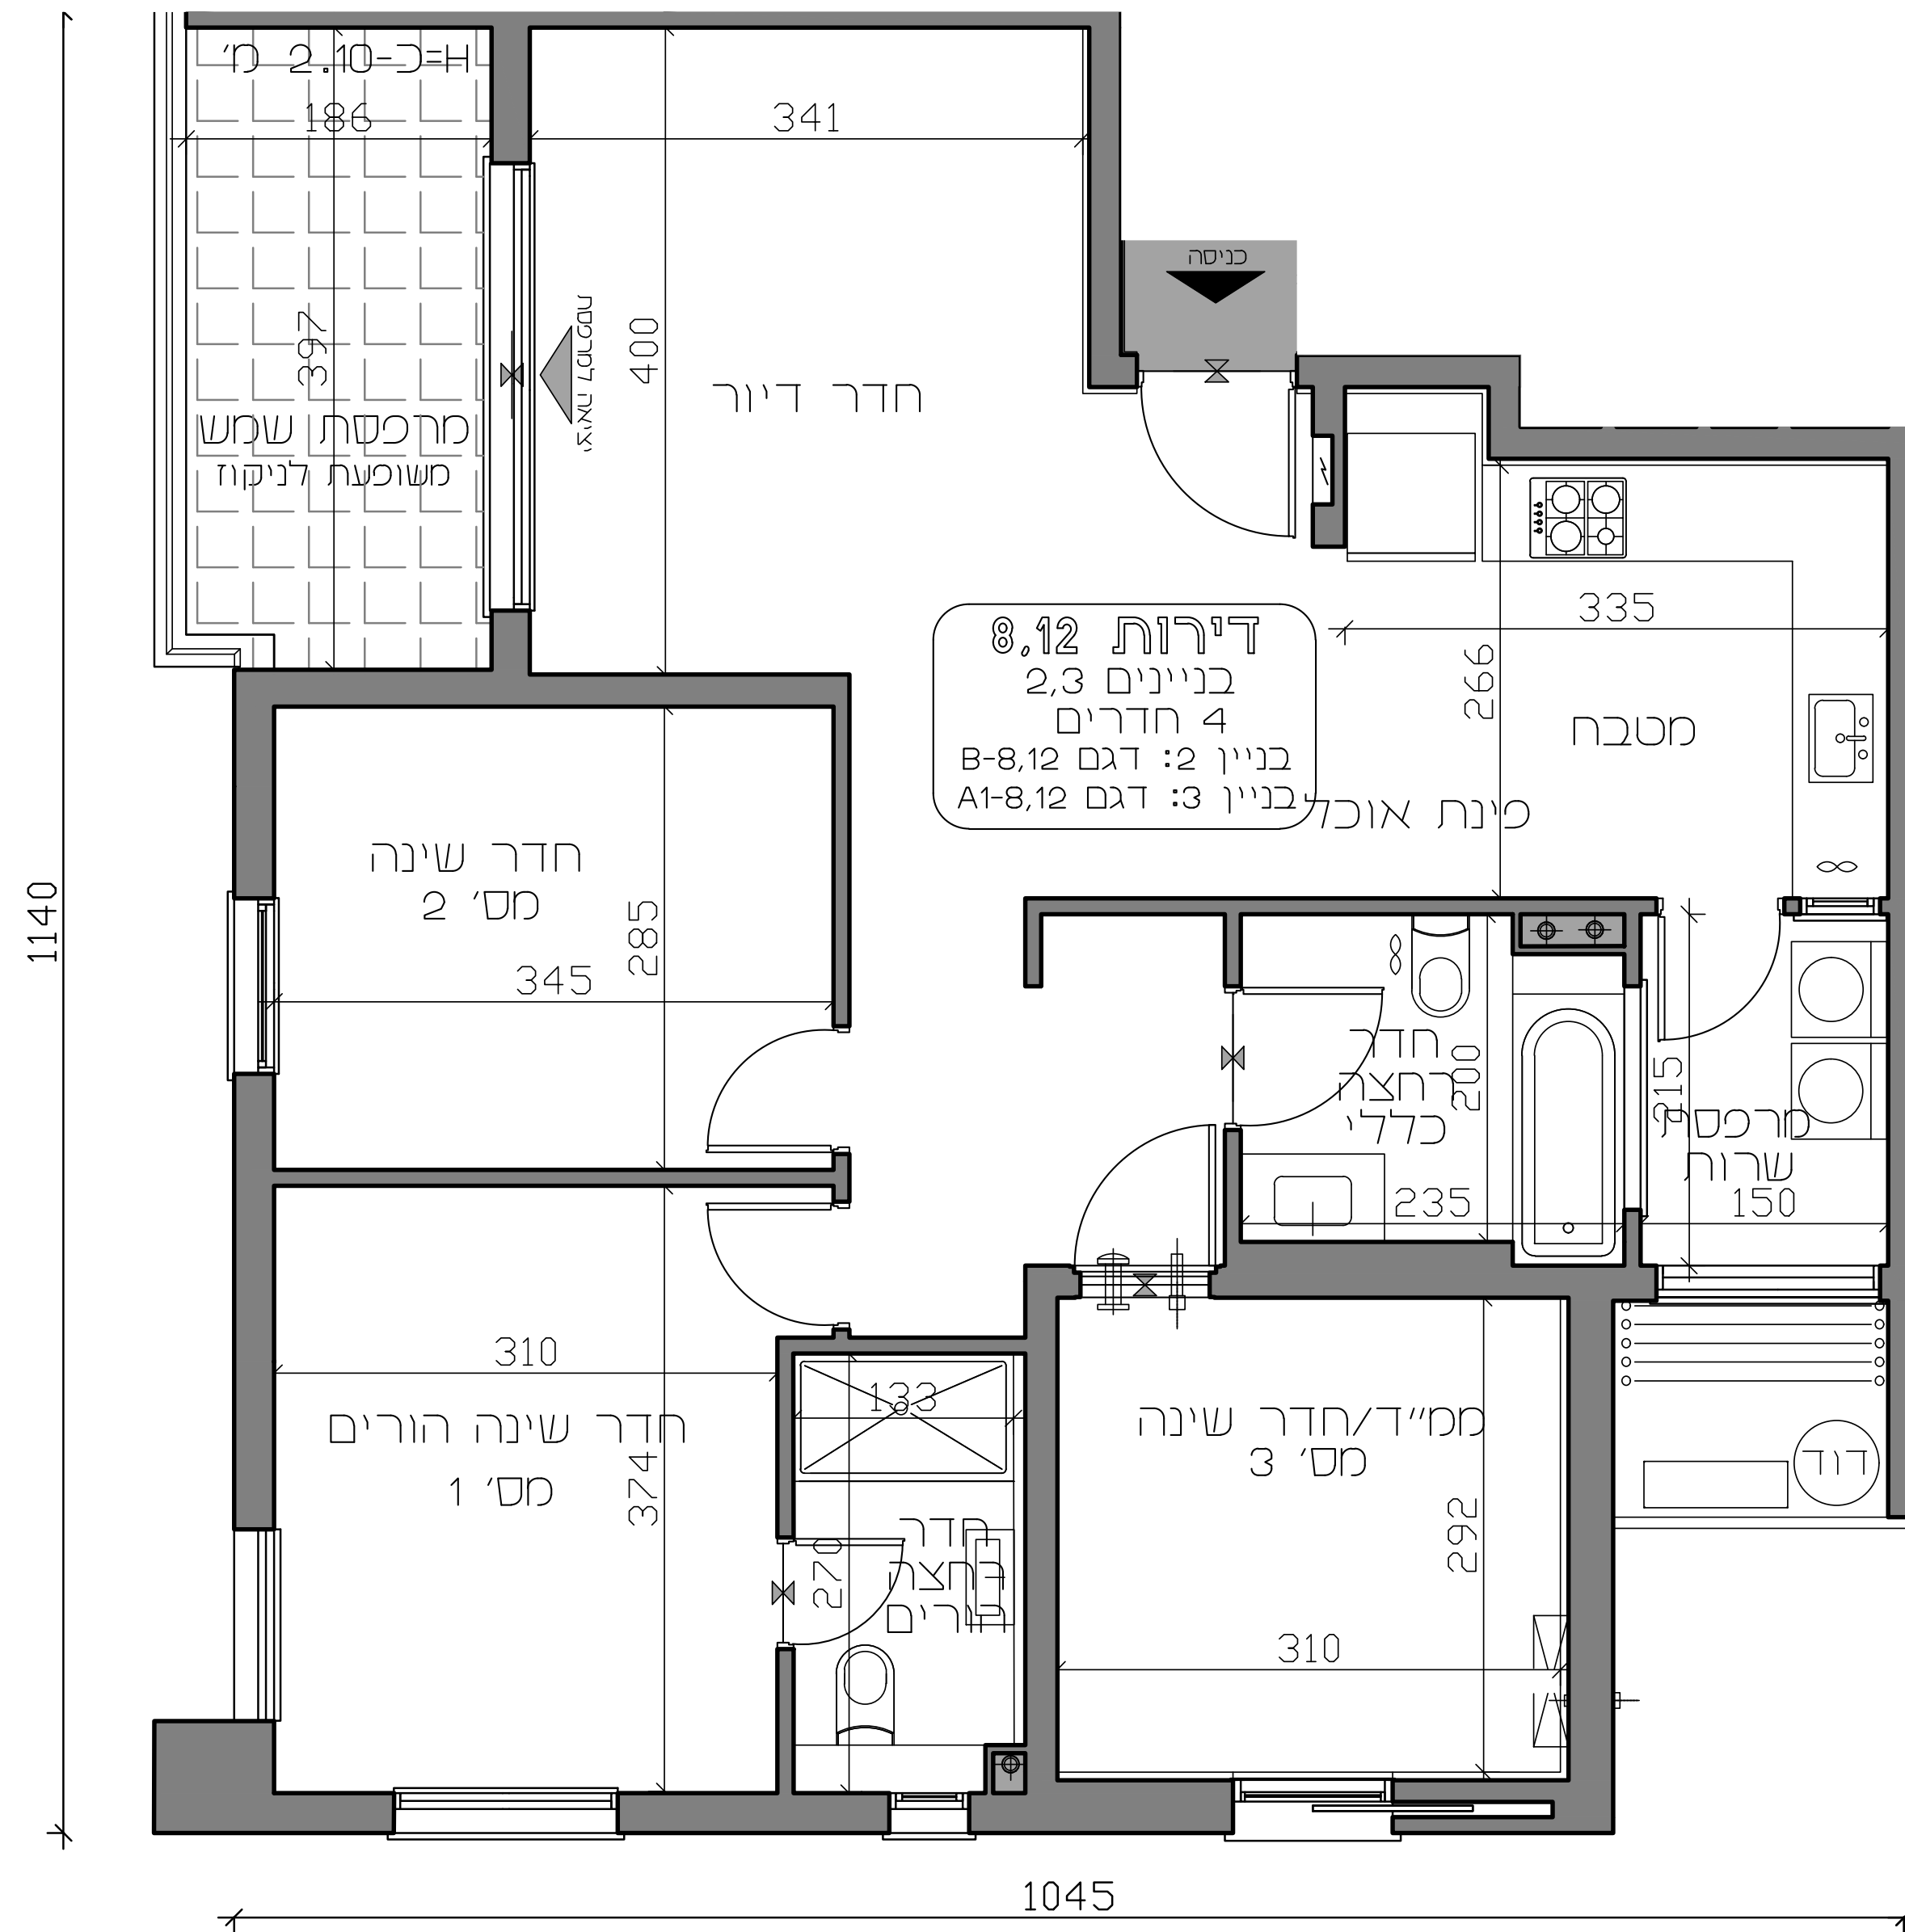 H=כ-2.10 מ'
186
341
397
400
מרפסת שמש
משופעת לניקוז
יציאה למרפסת
חדר דיור
כניסה
דירות 8,12
בניינים 2,3
4 חדרים
בניין 2: דגם B-8,12
בניין 3: דגם A1-8,12
335
266
מטבח
פינת אוכל
חדר שינה
מס' 2
285
345
חדר
רחצה
כללי
200
235
215
מרפסת
שרות
150
310
חדר שינה הורים
מס' 1
374
133
חדר
רחצה
הורים
270
ממ"ד/חדר שינה
מס' 3
292
310
דוד
1140
1045